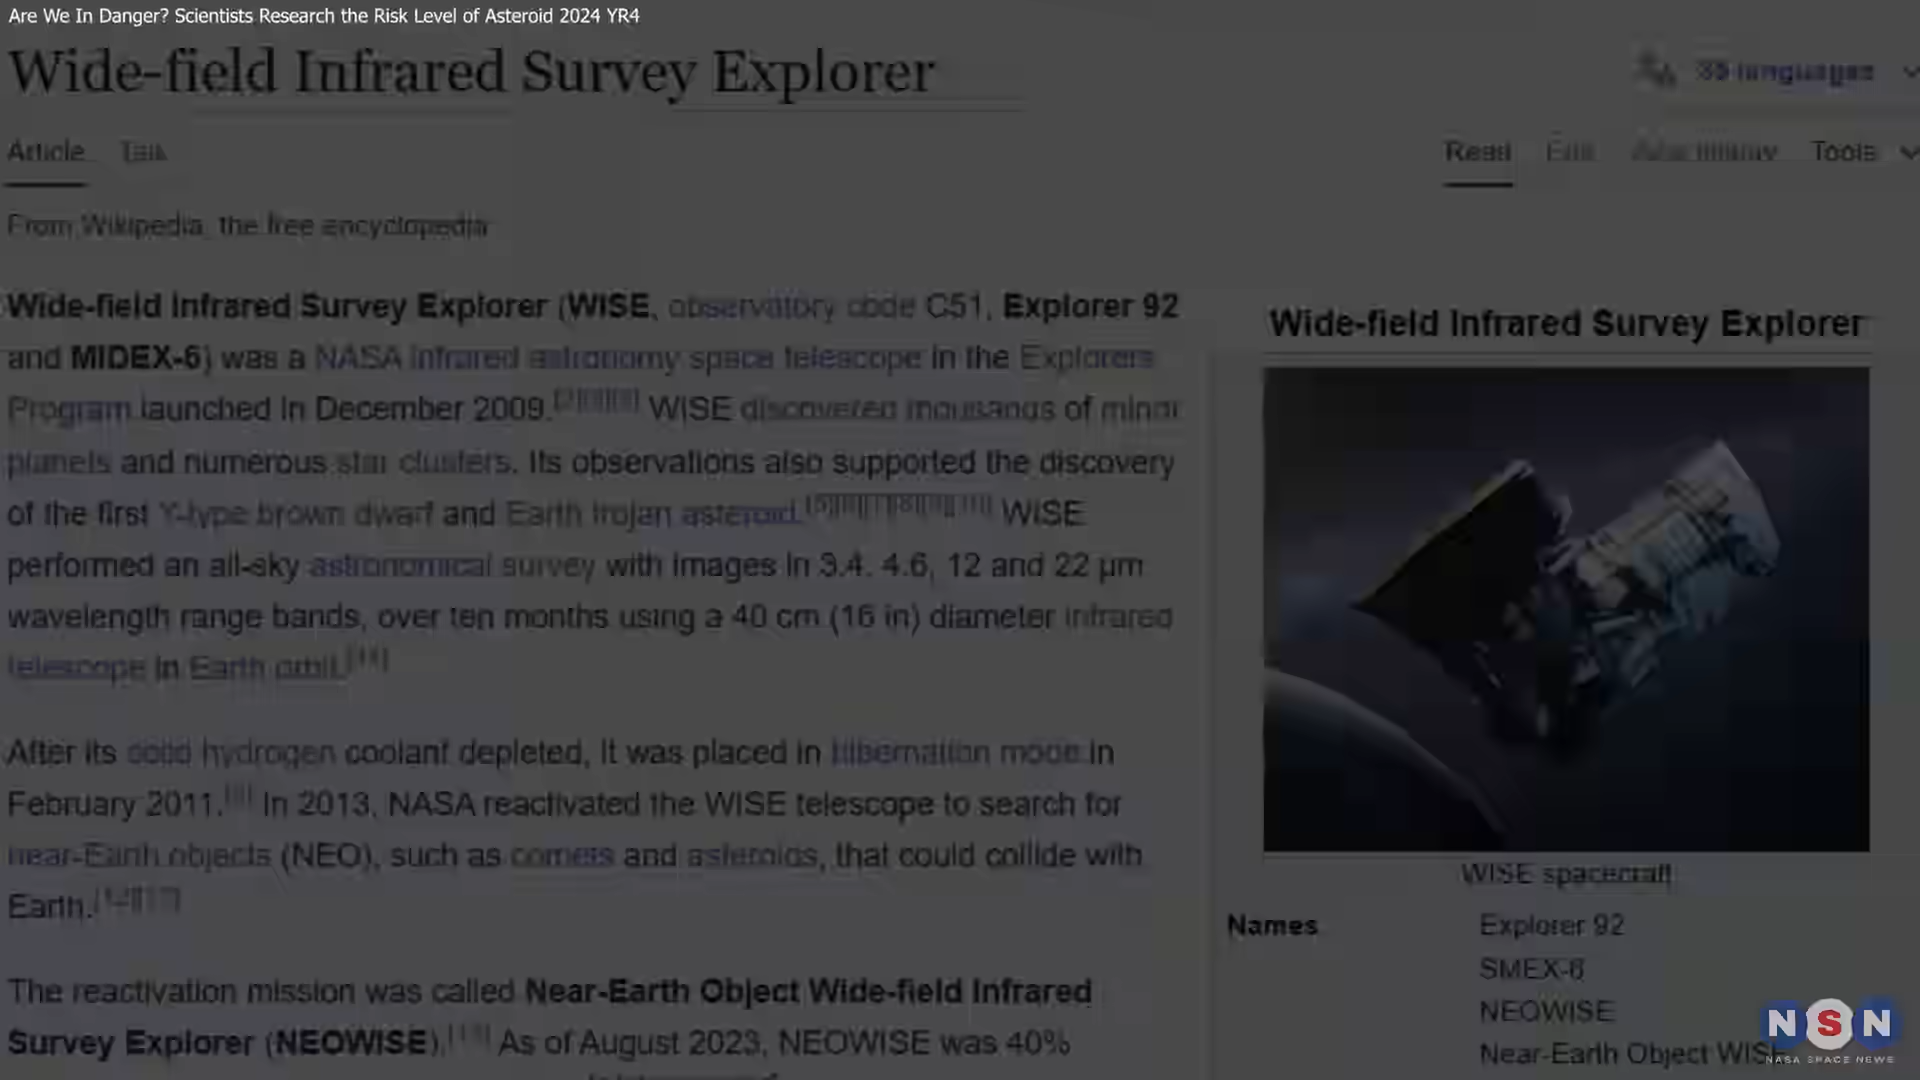 Are We In Danger? Scientists Research the Risk Level of Asteroid 2024 YR4
Wide-field Infrared Survey Explorer
35 languages
Article Talk
Read Edit View history Tools
From Wikipedia, the free encyclopedia
Wide-field Infrared Survey Explorer (WISE, observatory code C51, Explorer 92
and MIDEX-6) was a NASA infrared astronomy space telescope in the Explorers
Program launched in December 2009. WISE discovered thousands of minor
planets and numerous star clusters. Its observations also supported the discovery
of the first Y-type brown dwarf and Earth trojan asteroid. WISE
performed an all-sky astronomical survey with images in 3.4, 4.6, 12 and 22 μm
wavelength range bands, over ten months using a 40 cm (16 in) diameter infrared
telescope in Earth orbit.
After its solid hydrogen coolant depleted, it was placed in hibernation mode in
February 2011. In 2013, NASA reactivated the WISE telescope to search for
near-Earth objects (NEO), such as comets and asteroids, that could collide with
Earth.
The reactivation mission was called Near-Earth Object Wide-field Infrared
Survey Explorer (NEOWISE). As of August 2023, NEOWISE was 40%
Wide-field Infrared Survey Explorer
WISE spacecraft
Names Explorer 92
SMEX-6
NEOWISE
Near-Earth Object WISE
NSN
NASA SPACE NEWS